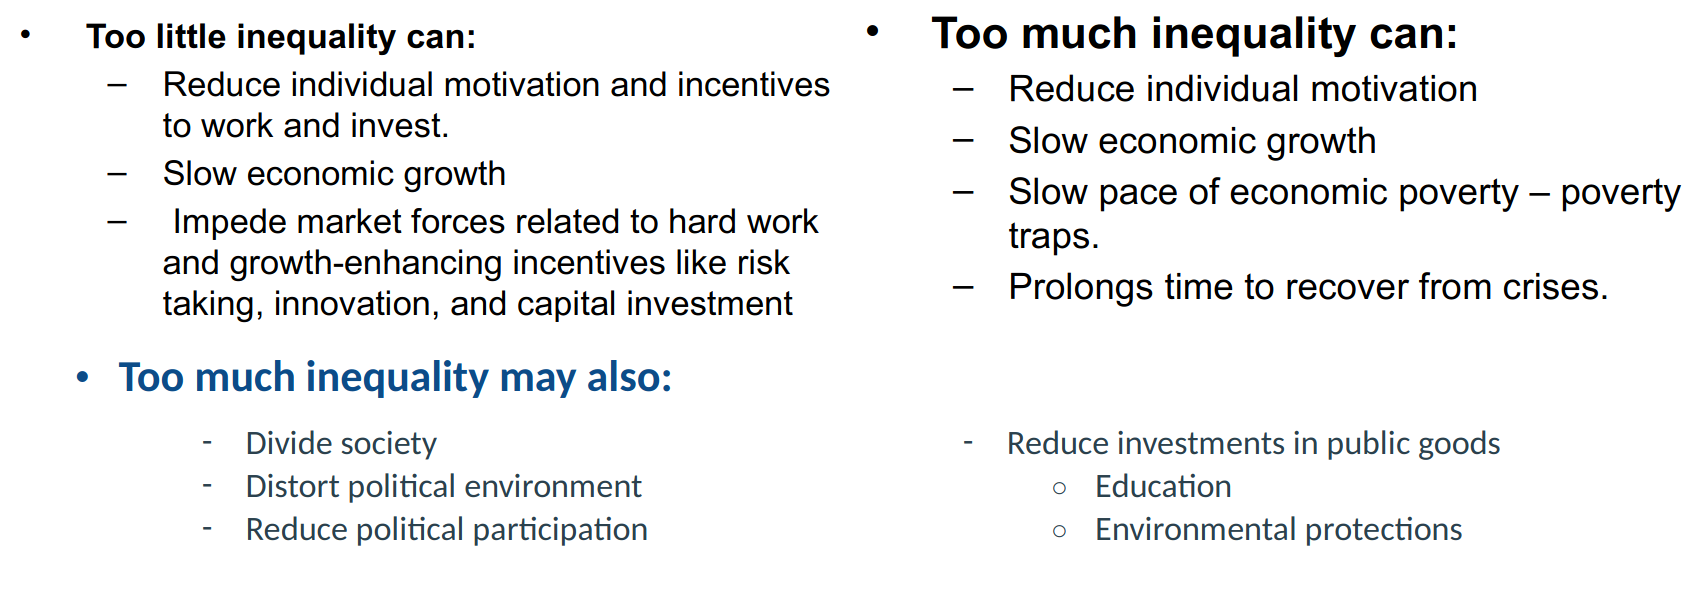 • Too little inequality can:
– Reduce individual motivation and incentives
to work and invest.
– Slow economic growth
– Impede market forces related to hard work
and growth-enhancing incentives like risk
taking, innovation, and capital investment
• Too much inequality can:
– Reduce individual motivation
– Slow economic growth
– Slow pace of economic poverty – poverty
traps.
– Prolongs time to recover from crises.
• Too much inequality may also:
- Divide society
- Distort political environment
- Reduce political participation
- Reduce investments in public goods
○ Education
○ Environmental protections